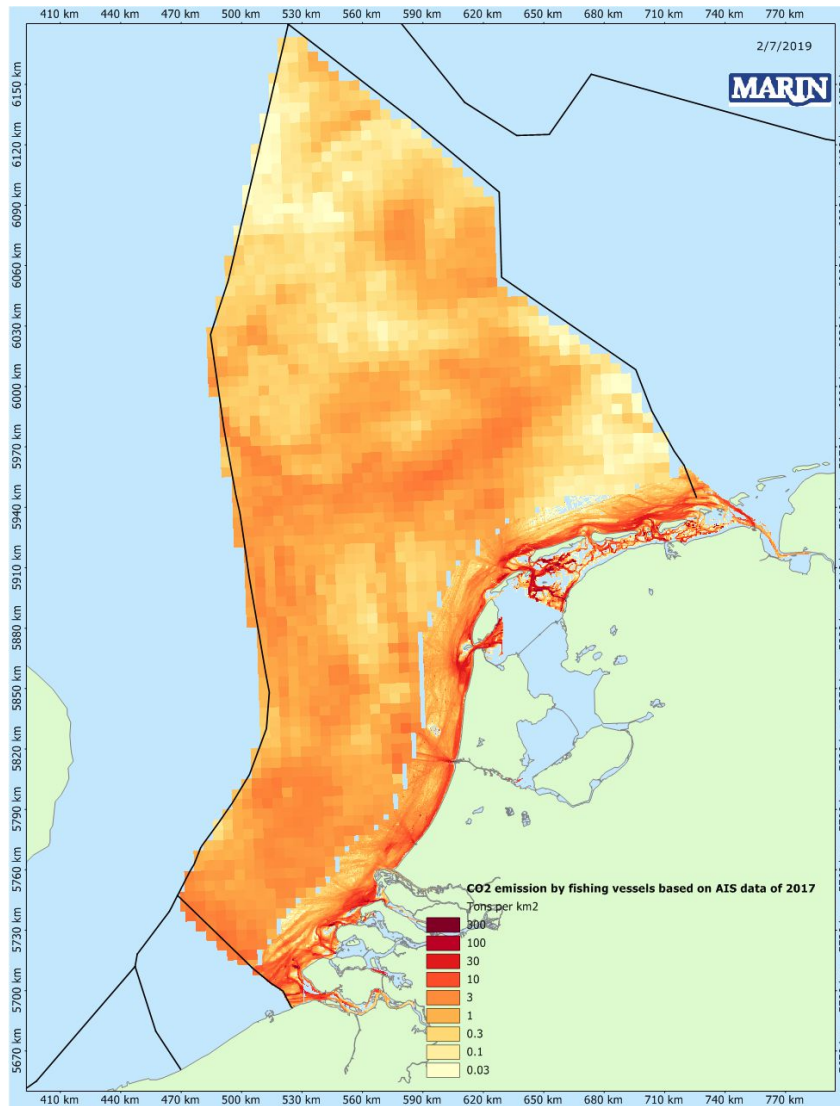 410 km 440 km 470 km 500 km 530 km 560 km 590 km 620 km 650 km 680 km 710 km 740 km 770 km
2/7/2019
MARIN
6150 km
6120 km
6090 km
6060 km
6030 km
6000 km
5970 km
5940 km
5910 km
5880 km
5850 km
5820 km
5790 km
5760 km
5730 km
5700 km
5670 km
CO2 emission by fishing vessels based on AIS data of 2017
Tons per km2
300
100
30
10
3
1
0.3
0.1
0.03
410 km 440 km 470 km 500 km 530 km 560 km 590 km 620 km 650 km 680 km 710 km 740 km 770 km